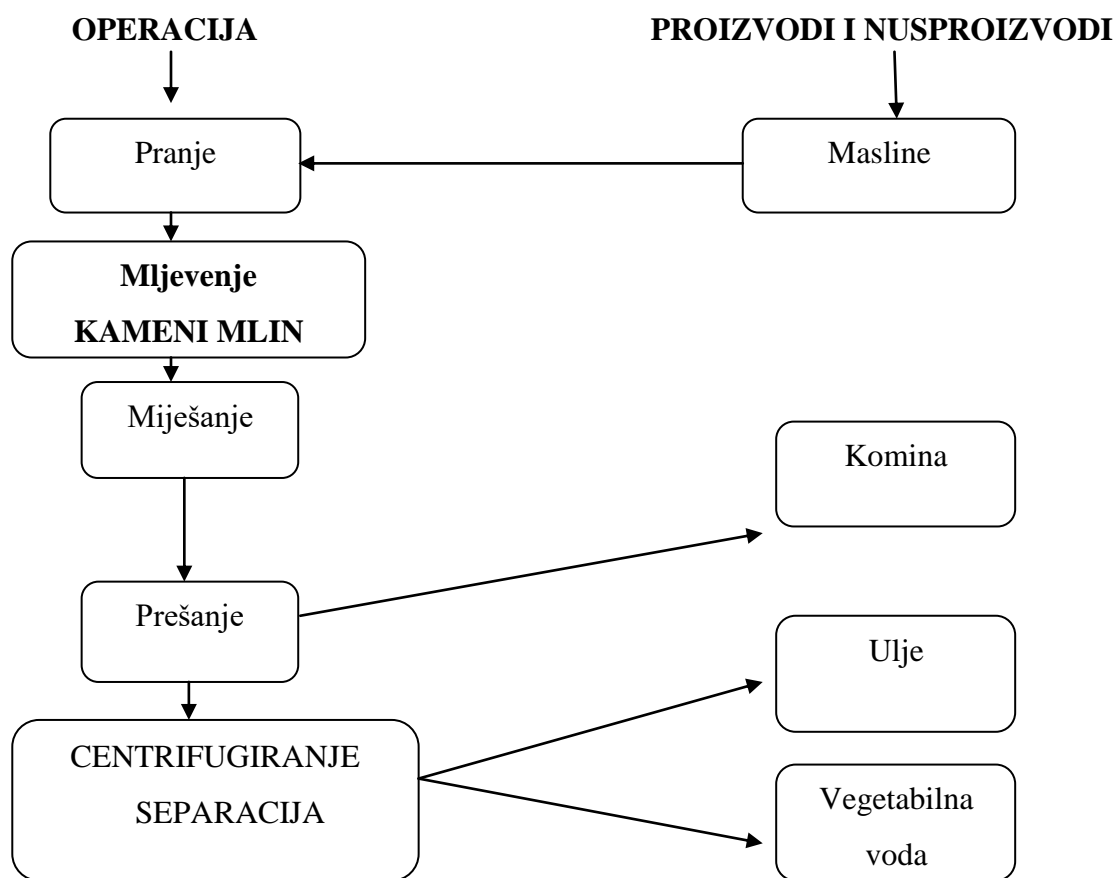 OPERACIJA
PROIZVODI I NUSPROIZVODI
Pranje
Masline
Mljevenje
KAMENI MLIN
Miješanje
Komina
Prešanje
Ulje
CENTRIFUGIRANJE
SEPARACIJA
Vegetabilna
voda